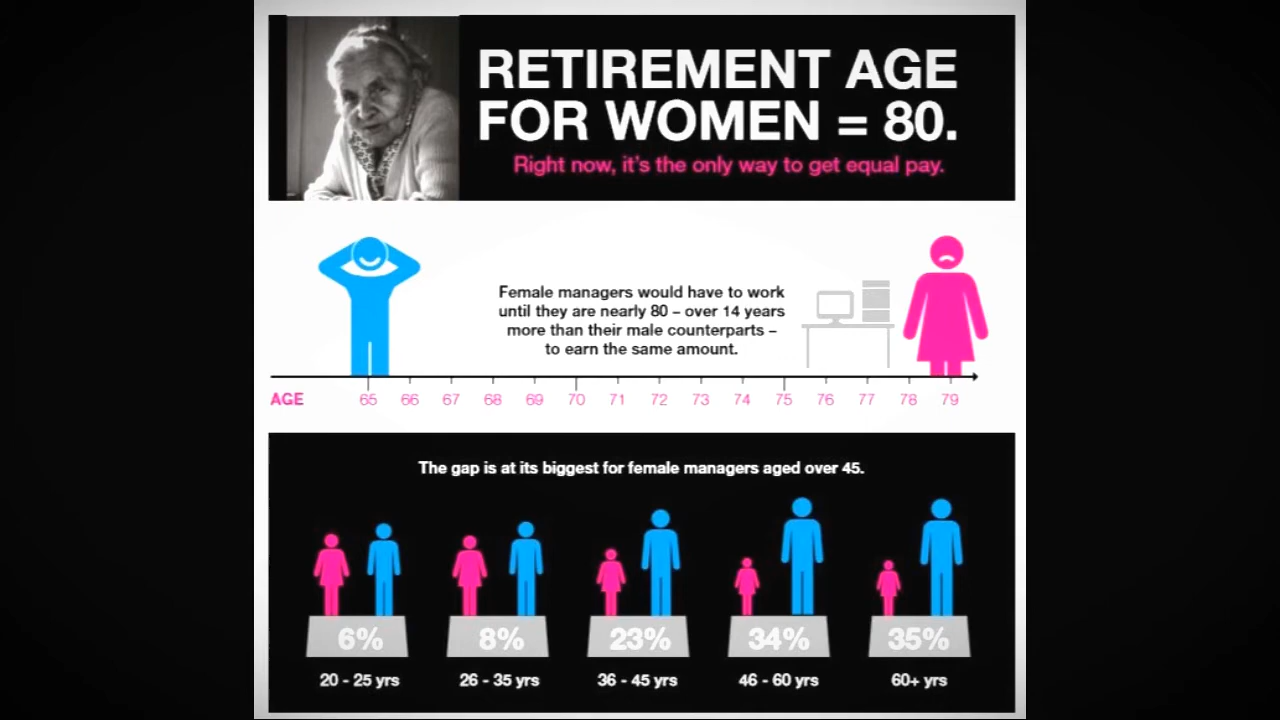 RETIREMENT AGE
FOR WOMEN = 80.
Right now, it's the only way to get equal pay.
Female managers would have to work
until they are nearly 80 – over 14 years
more than their male counterparts –
to earn the same amount.
AGE 65 66 67 68 69 70 71 72 73 74 75 76 77 78 79
The gap is at its biggest for female managers aged over 45.
6% 8% 23% 34% 35%
20 - 25 yrs 26 - 35 yrs 36 - 45 yrs 46 - 60 yrs 60+ yrs